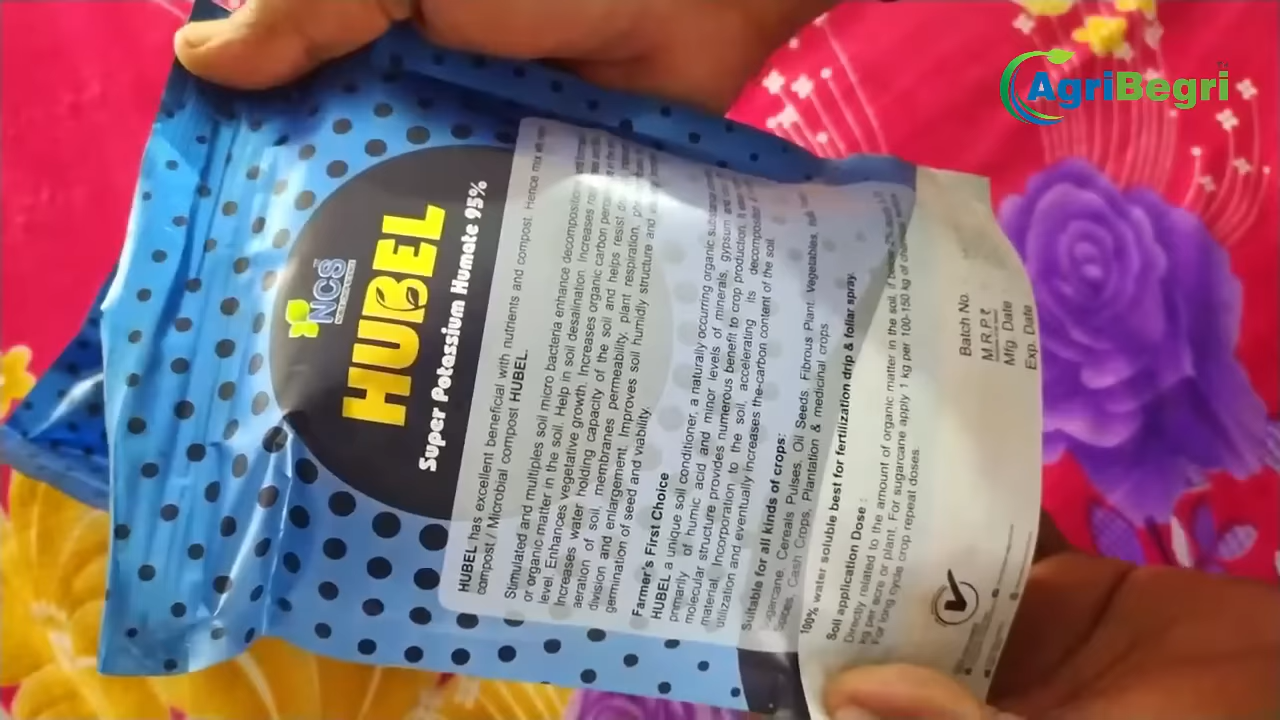 AgriBegri
NCS
HUBEL
Super Potassium Humate 95%
HUBEL has excellent beneficial with nutrients and compost. Hence mix
compost / Microbial compost HUBEL.
Stimulated and multiples soil micro bacteria enhance decomposition
or organic matter in the soil. Help in soil desalination. Increases
level. Enhances vegetative growth. Increases organic carbon
Increases water holding capacity of the soil and helps resist
aeration of soil, membranes permeability, plant respiration,
division and enlargement. Improves soil humidly structure and
germination of seed and viability.
Farmer's First Choice
HUBEL a unique soil conditioner, a naturally occurring organic
primarily of humic acid and minor levels of minerals, gypsum and
molecular structure provides numerous benefit to crop production. It
material. Incorporation to the soil, accelerating its decomposition
utilization and eventually increases the-carbon content of the soil.
Suitable for all kinds of crops:
Sugarcane, Cereals Pulses, Oil Seeds, Fibrous Plant, Vegetables,
Spices, Cash Crops, Plantation & medicinal crops
100% water soluble best for fertilization drip & foliar spray.
Soil application Dose :
Directly related to the amount of organic matter in the soil, if
kg per acre or plant. For sugarcane apply 1 kg per 100-150 kg of
For long cycle crop repeat doses.
Batch No.
M.R.P.₹
Mfg. Date
Exp. Date